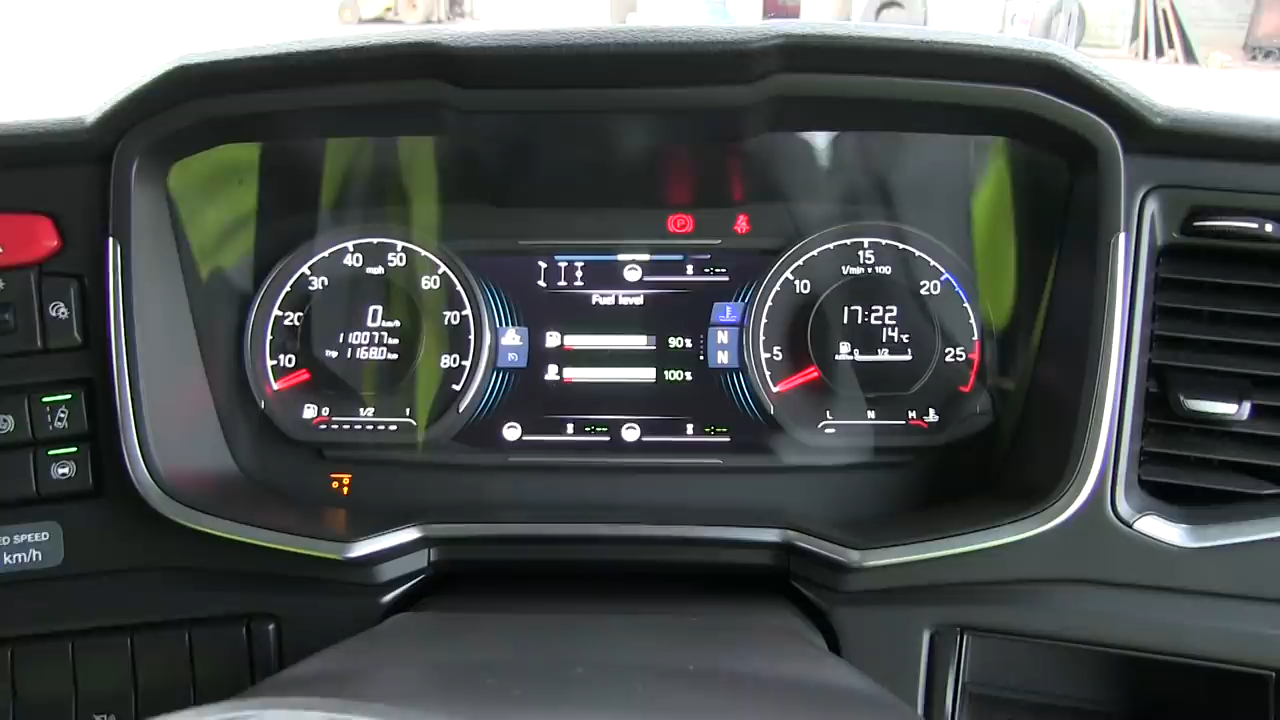 10
20
30
40
50
60
70
80
mph
0 km/h
110077 km
Trip 1168.0 km
0 1/2 1
P
Fuel level
90%
100%
N
N
-:--
-:--
-:--
5
10
15
20
25
1/min x 100
17:22
14°C
0 1/2
L N H
ED SPEED
km/h